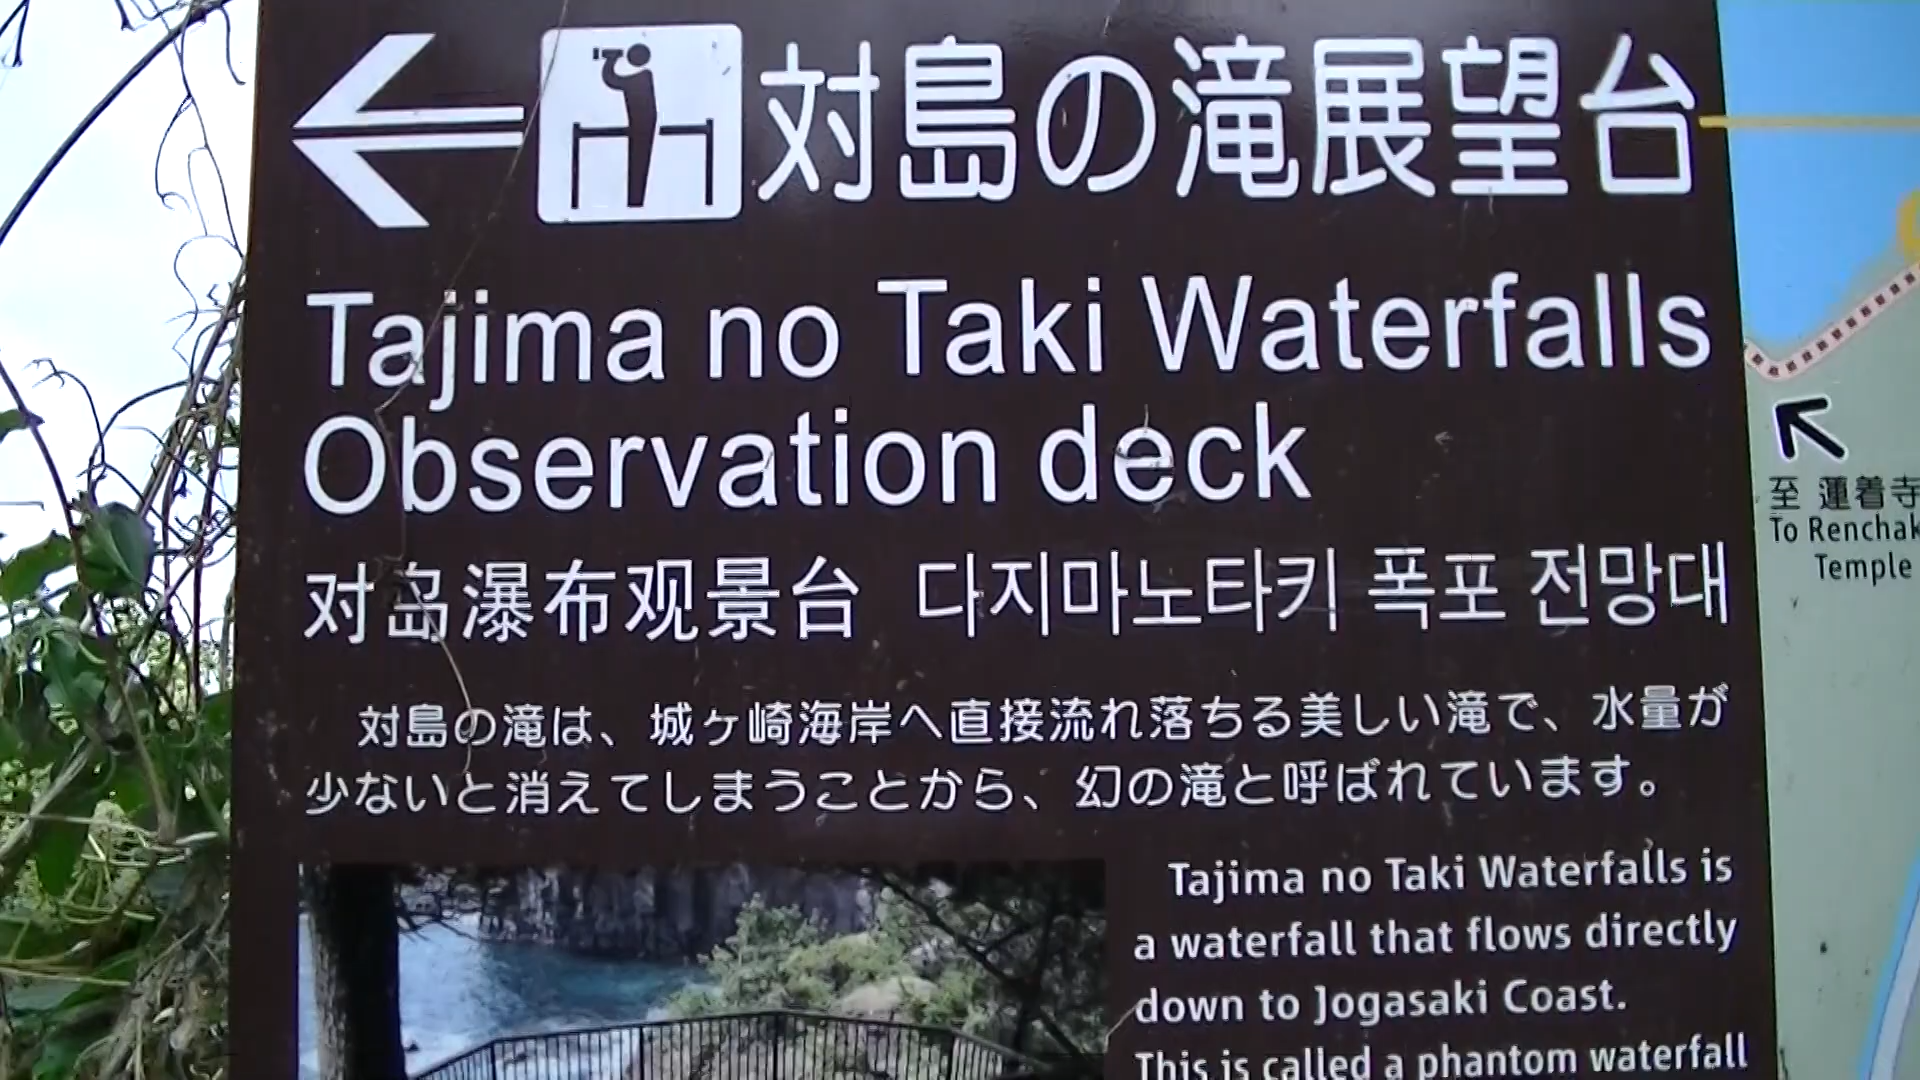 対島の滝展望台
Tajima no Taki Waterfalls
Observation deck
对岛瀑布观景台 다지마노타키 폭포 전망대
対島の滝は、城ヶ崎海岸へ直接流れ落ちる美しい滝で、水量が
少ないと消えてしまうことから、幻の滝と呼ばれています。
Tajima no Taki Waterfalls is
a waterfall that flows directly
down to Jogasaki Coast.
This is called a phantom waterfall
至 蓮着寺
To Renchak
Temple